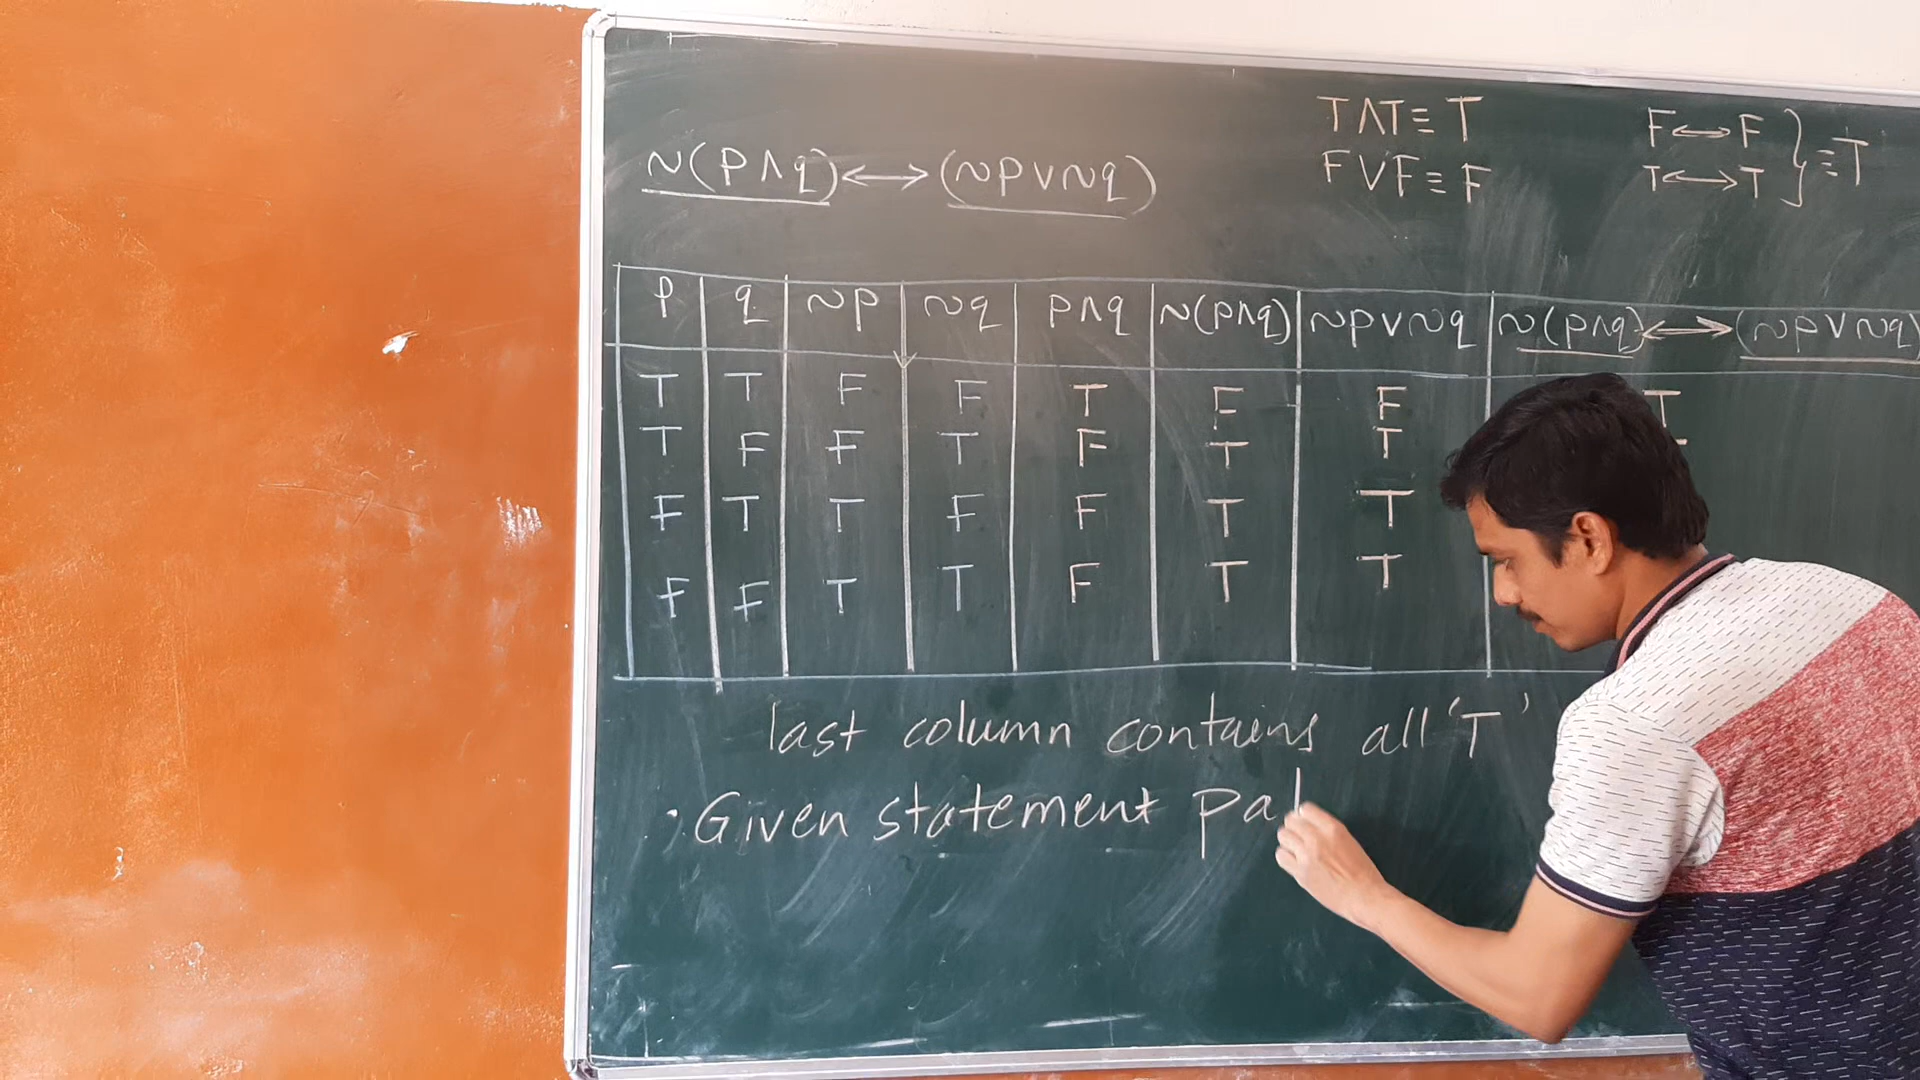 T∧T≡T
F∨F≡F
F↔F
T↔T } ≡T
~(p∧q)↔(~p∨~q)
p q ~p ~q p∧q ~(p∧q) ~p∨~q ~(p∧q)↔(~p∨~q)
T T F F T F F T
T F F T F T T
F T T F F T T
F F T T F T T
last column contains all 'T'
Given statement pa